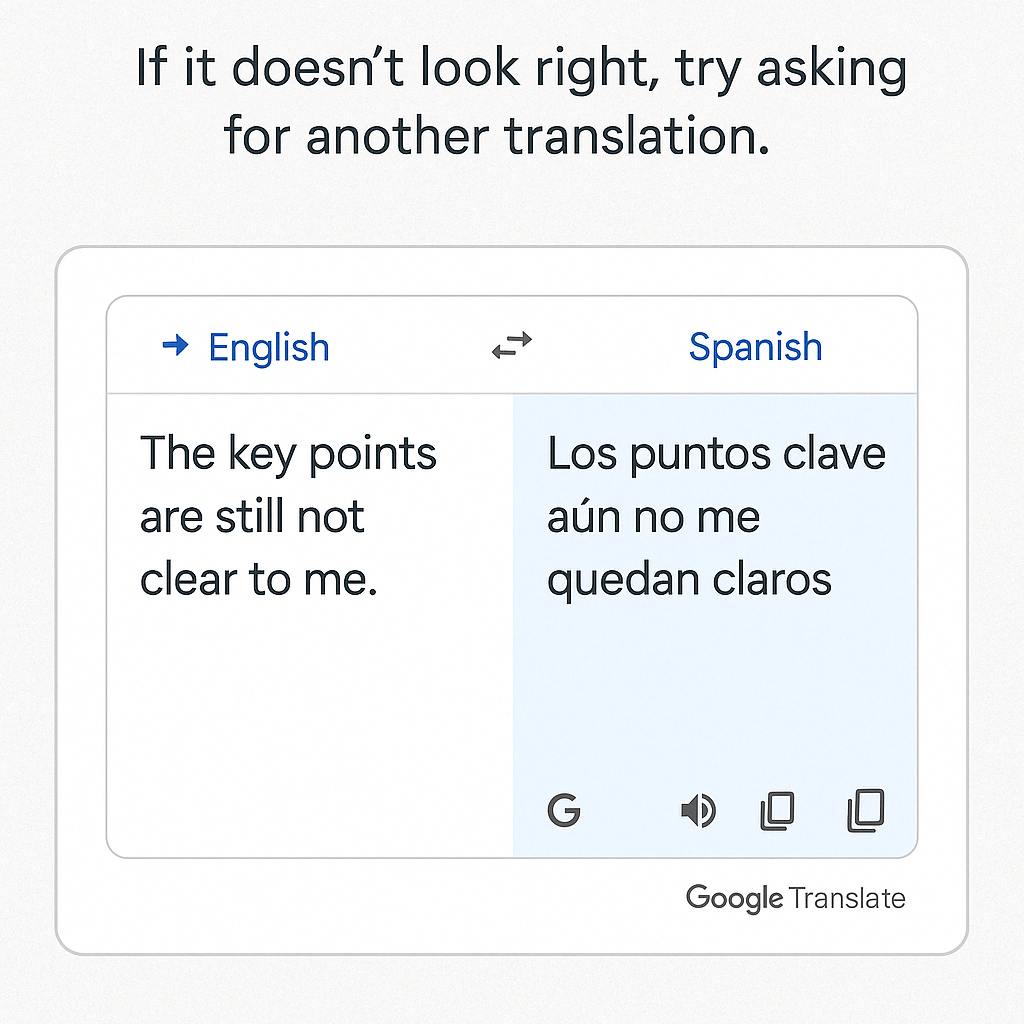 If it doesn’t look right, try asking
for another translation.
English
Spanish
The key points
are still not
clear to me.
Los puntos clave
aún no me
quedan claros
G
Google Translate